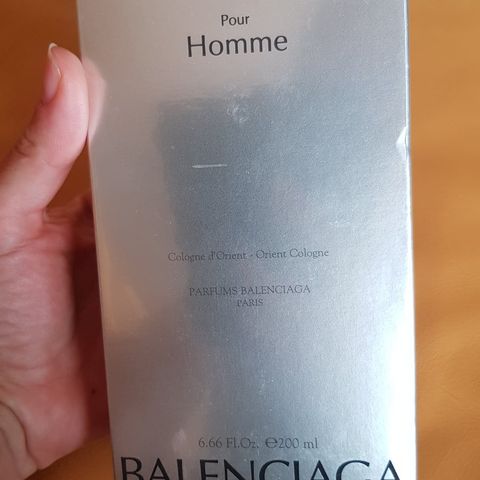 Pour
Homme
Cologne d'Orient - Orient Cologne
PARFUMS BALENCIAGA
PARIS
6.66 Fl.Oz. ℮200 ml
BALENCIAGA